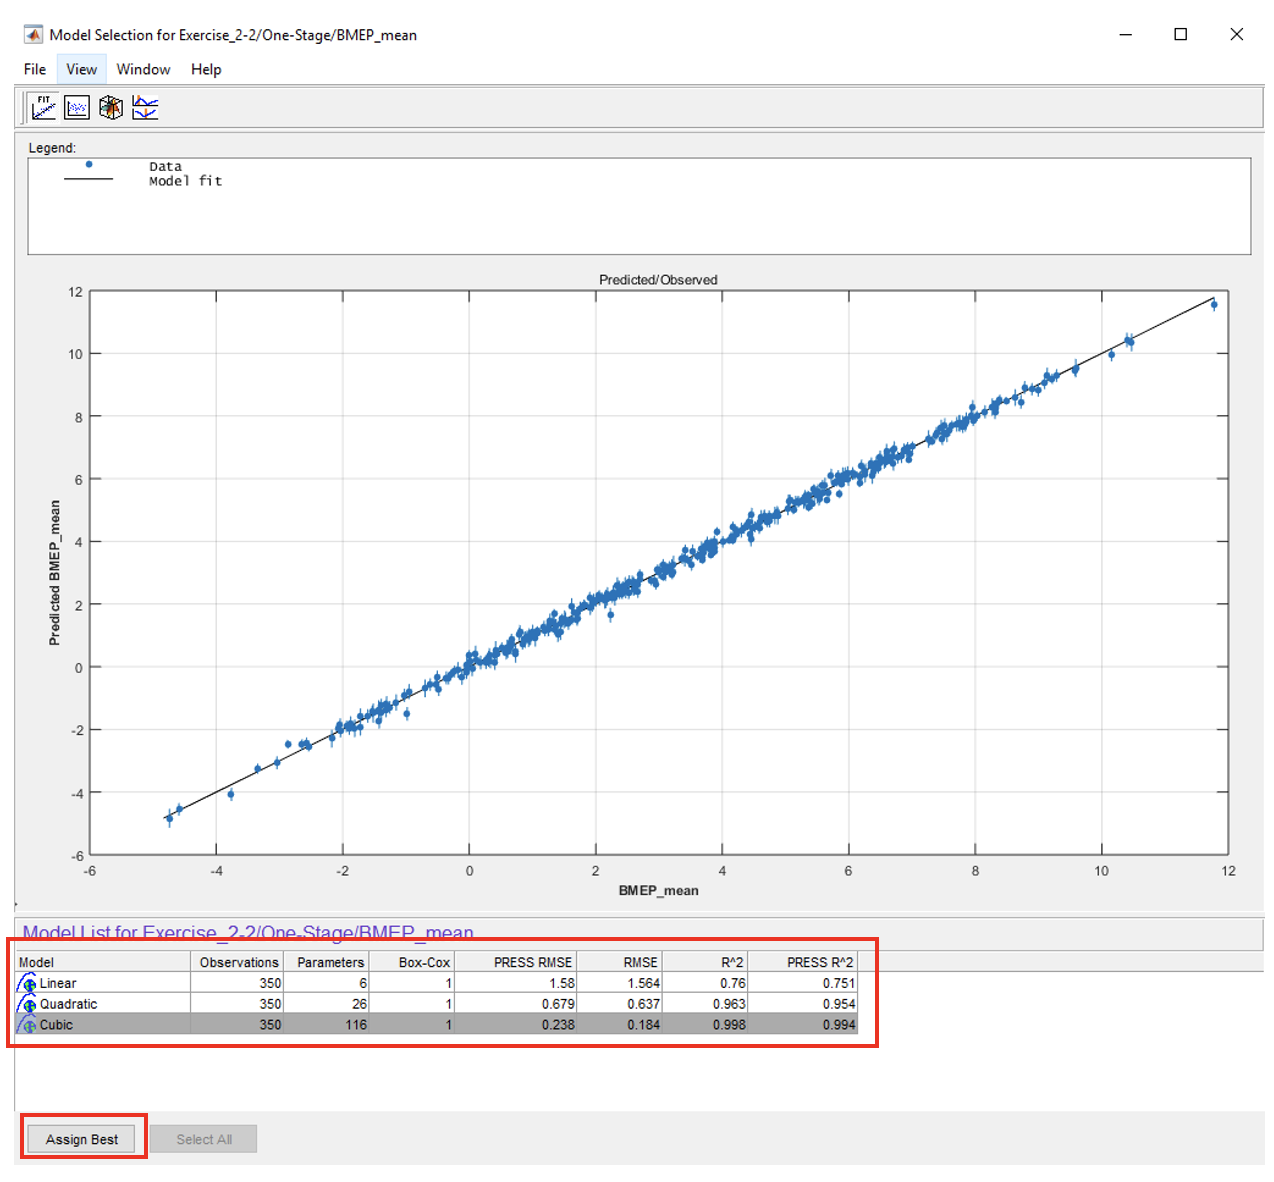 Model Selection for Exercise_2-2/One-Stage/BMEP_mean
File View Window Help
FIT
Legend:
Data
Model fit
Predicted/Observed
12
10
8
6
4
2
0
-2
-4
-6
Predicted BMEP_mean
-6 -4 -2 0 2 4 6 8 10 12
BMEP_mean
Model List for Exercise_2-2/One-Stage/BMEP_mean
Model Observations Parameters Box-Cox PRESS RMSE RMSE R^2 PRESS R^2
Linear 350 6 1 1.58 1.564 0.76 0.751
Quadratic 350 26 1 0.679 0.637 0.963 0.954
Cubic 350 116 1 0.238 0.184 0.998 0.994
Assign Best Select All